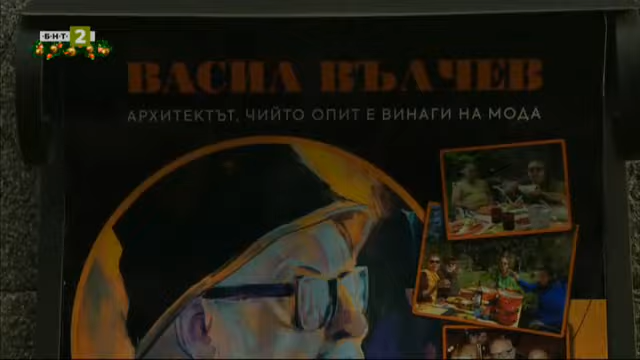 БНТ 2
ВАСИЛ ВЪЛЧЕВ
АРХИТЕКТЪТ, ЧИЙТО ОПИТ Е ВИНАГИ НА МОДА